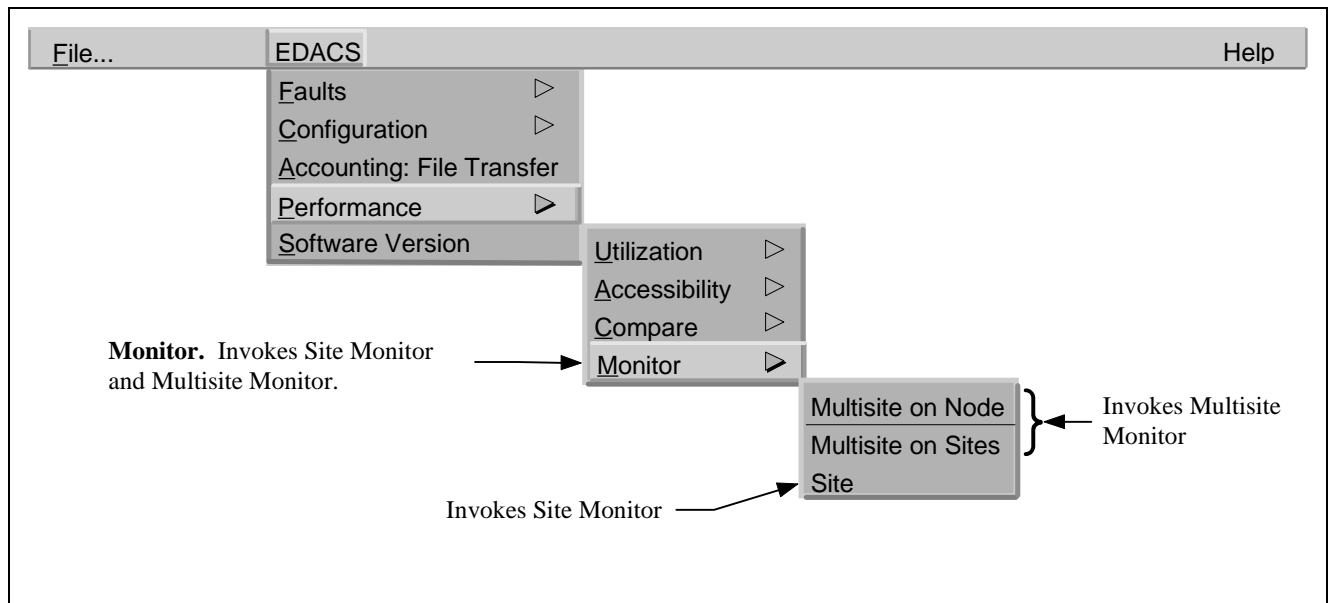 File... EDACS Help
Faults
Configuration
Accounting: File Transfer
Performance
Software Version
Utilization
Accessibility
Compare
Monitor
Monitor. Invokes Site Monitor
and Multisite Monitor.
Multisite on Node
Multisite on Sites
Site
Invokes Multisite
Monitor
Invokes Site Monitor